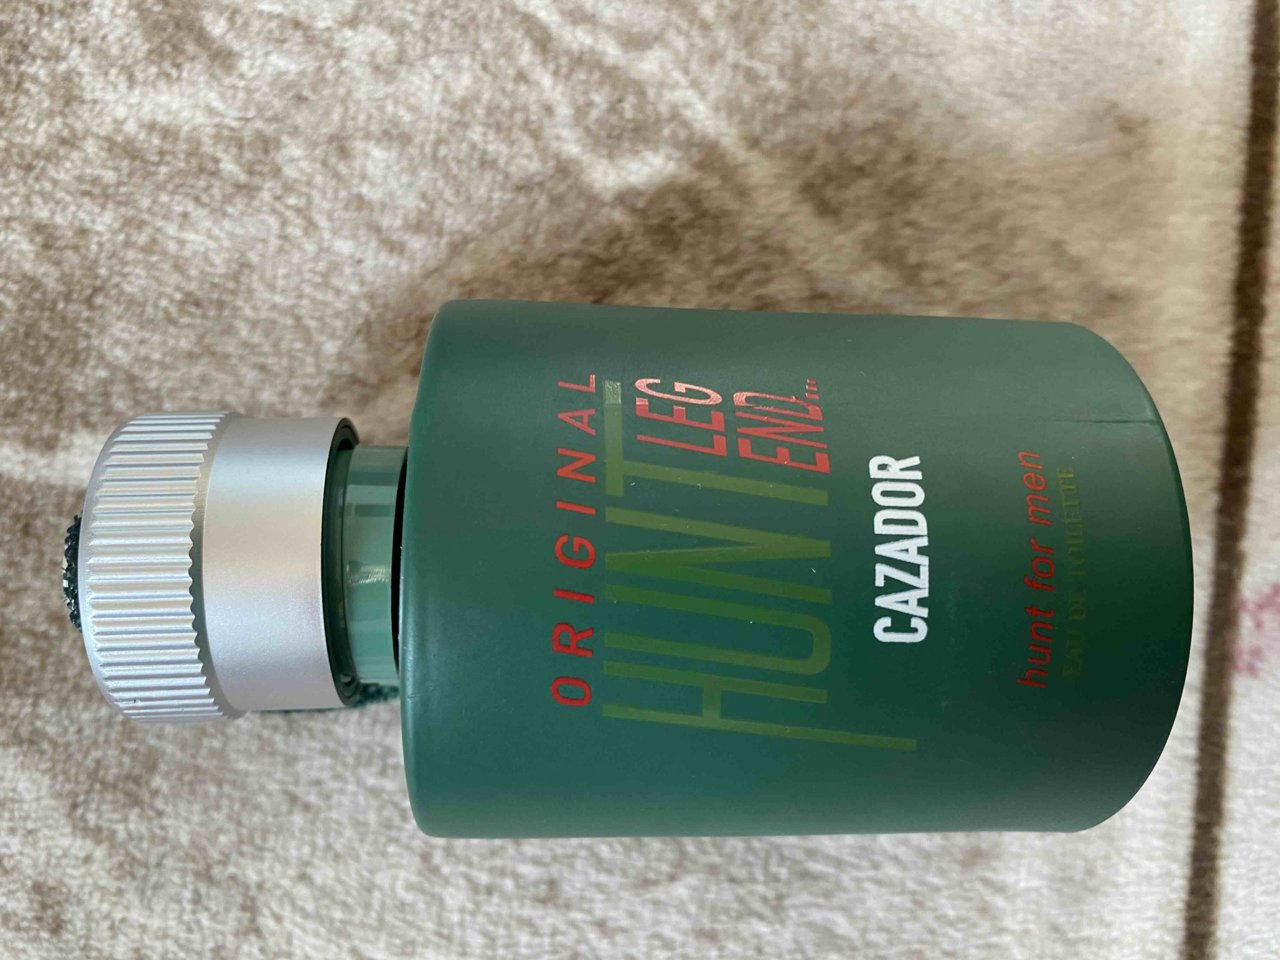 ORIGINAL
HUNT
LEG
END...
CAZADOR
hunt for men
EAU DE TOILETTE